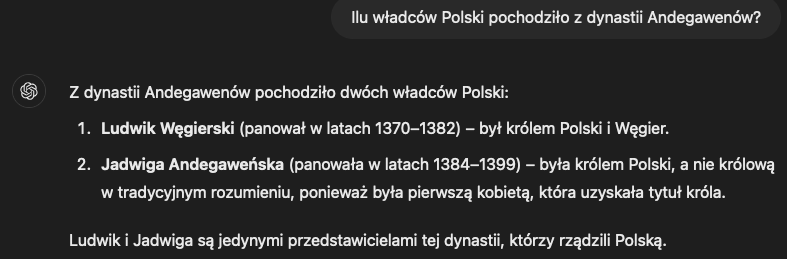 Ilu władców Polski pochodziło z dynastii Andegawenów?
Z dynastii Andegawenów pochodziło dwóch władców Polski:
1. Ludwik Węgierski (panował w latach 1370–1382) – był królem Polski i Węgier.
2. Jadwiga Andegaweńska (panowała w latach 1384–1399) – była królem Polski, a nie królową
w tradycyjnym rozumieniu, ponieważ była pierwszą kobietą, która uzyskała tytuł króla.
Ludwik i Jadwiga są jedynymi przedstawicielami tej dynastii, którzy rządzili Polską.